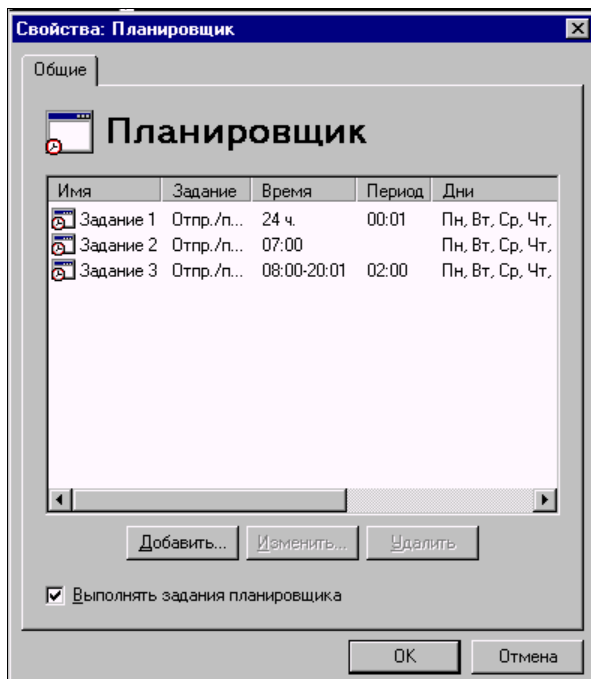 Свойства: Планировщик
Общие
Планировщик
Имя Задание Время Период Дни
Задание 1 Отпр./п... 24 ч. 00:01 Пн, Вт, Ср, Чт,
Задание 2 Отпр./п... 07:00 Пн, Вт, Ср, Чт,
Задание 3 Отпр./п... 08:00-20:01 02:00 Пн, Вт, Ср, Чт,
Добавить... Изменить... Удалить
Выполнять задания планировщика
OK Отмена